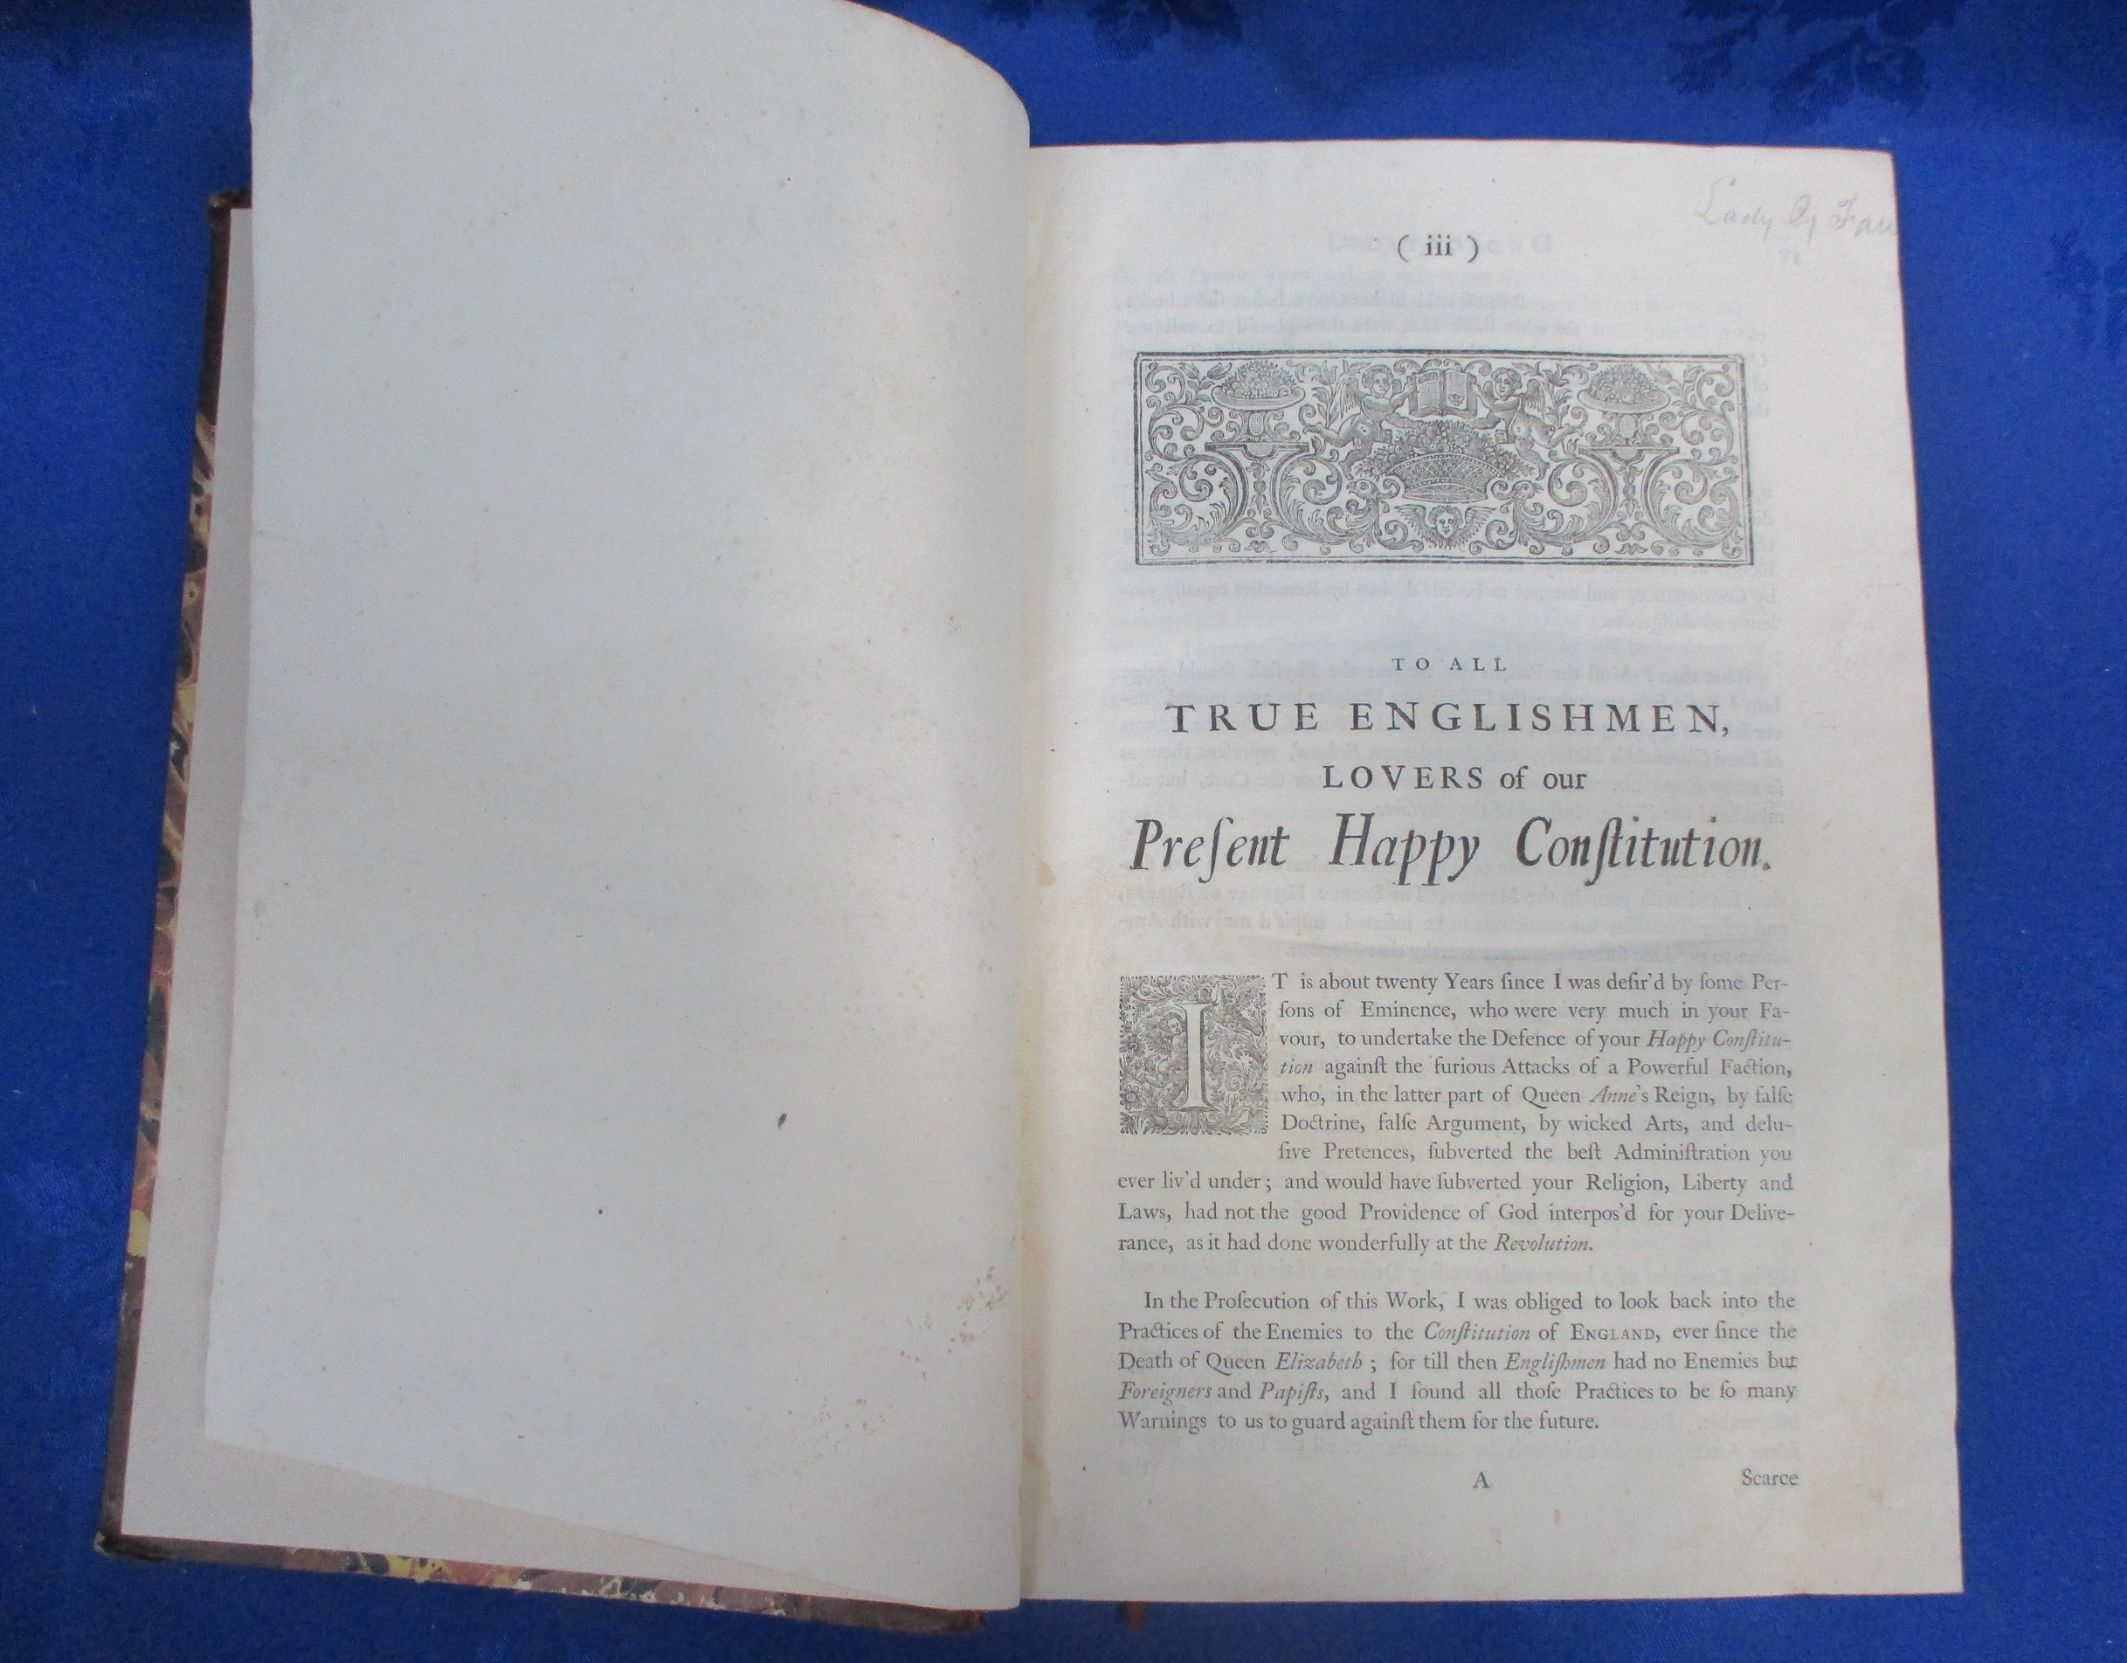 Lady
( iii )
TO ALL
TRUE ENGLISHMEN,
LOVERS of our
Preſent Happy Conſtitution.
IT is about twenty Years ſince I was deſir'd by ſome Per-
ſons of Eminence, who were very much in your Fa-
vour, to undertake the Defence of your Happy Conſtitu-
tion againſt the furious Attacks of a Powerful Faction,
who, in the latter part of Queen Anne's Reign, by falſe
Doctrine, falſe Argument, by wicked Arts, and delu-
ſive Pretences, ſubverted the beſt Adminiſtration you
ever liv'd under; and would have ſubverted your Religion, Liberty and
Laws, had not the good Providence of God interpos'd for your Delive-
rance, as it had done wonderfully at the Revolution.
In the Proſecution of this Work, I was obliged to look back into the
Practices of the Enemies to the Conſtitution of ENGLAND, ever ſince the
Death of Queen Elizabeth ; for till then Engliſhmen had no Enemies but
Foreigners and Papiſts, and I found all thoſe Practices to be ſo many
Warnings to us to guard againſt them for the future.
A Scarce